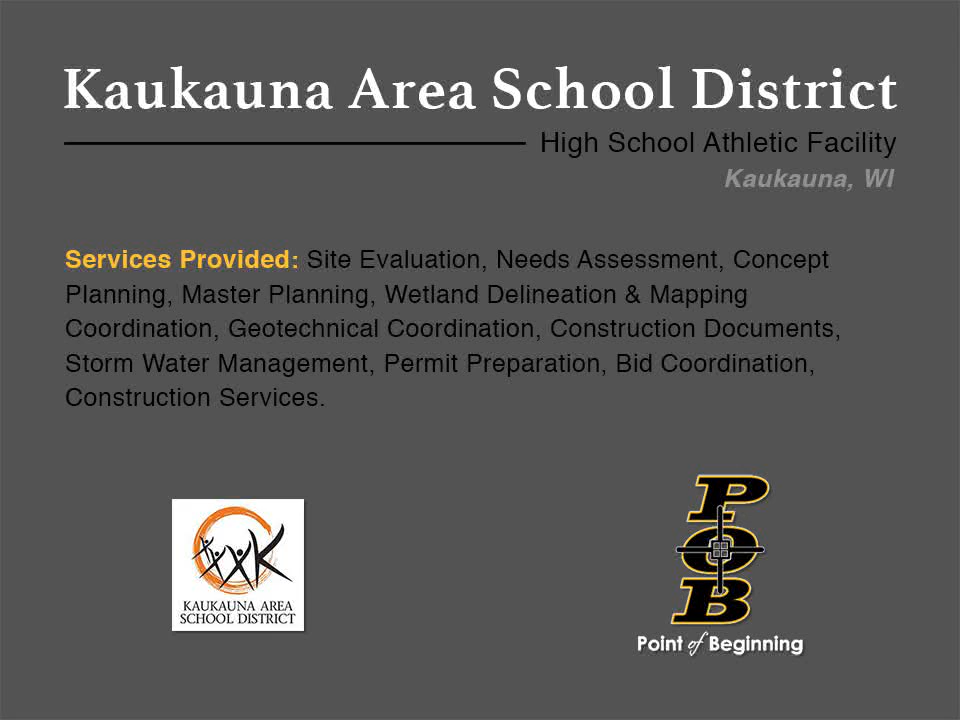 Kaukauna Area School District
High School Athletic Facility
Kaukauna, WI
Services Provided: Site Evaluation, Needs Assessment, Concept
Planning, Master Planning, Wetland Delineation & Mapping
Coordination, Geotechnical Coordination, Construction Documents,
Storm Water Management, Permit Preparation, Bid Coordination,
Construction Services.
K
KAUKAUNA AREA
SCHOOL DISTRICT
P
O
B
Point of Beginning